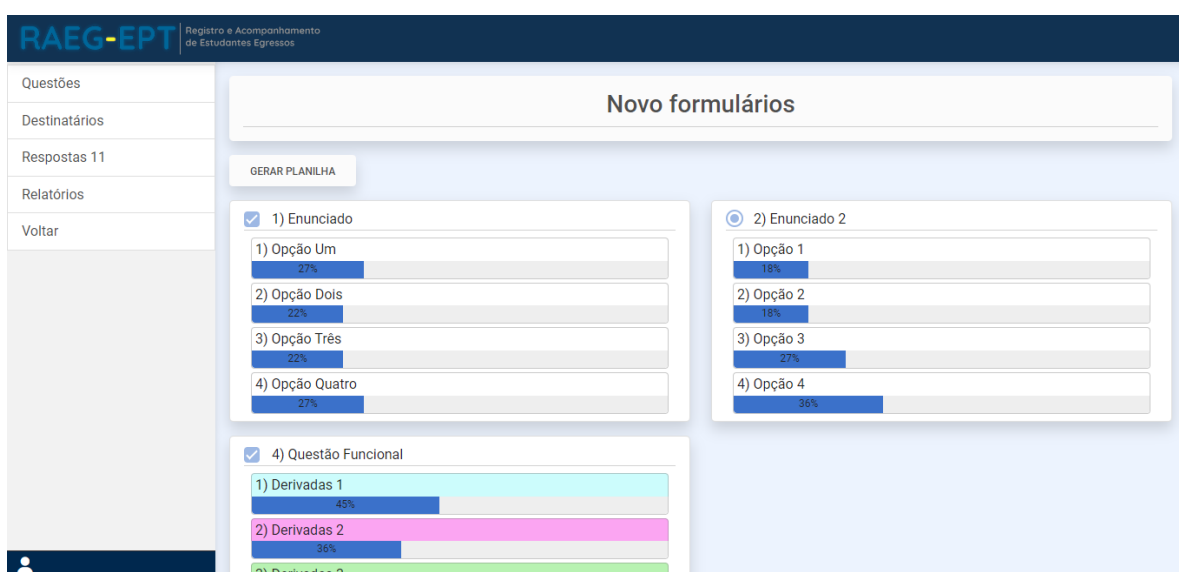 RAEG-EPT
Registro e Acompanhamento
de Estudantes Egressos
Questões
Destinatários
Respostas 11
Relatórios
Voltar
Novo formulários
GERAR PLANILHA
1) Enunciado
1) Opção Um
27%
2) Opção Dois
22%
3) Opção Três
22%
4) Opção Quatro
27%
2) Enunciado 2
1) Opção 1
18%
2) Opção 2
18%
3) Opção 3
27%
4) Opção 4
36%
4) Questão Funcional
1) Derivadas 1
45%
2) Derivadas 2
36%